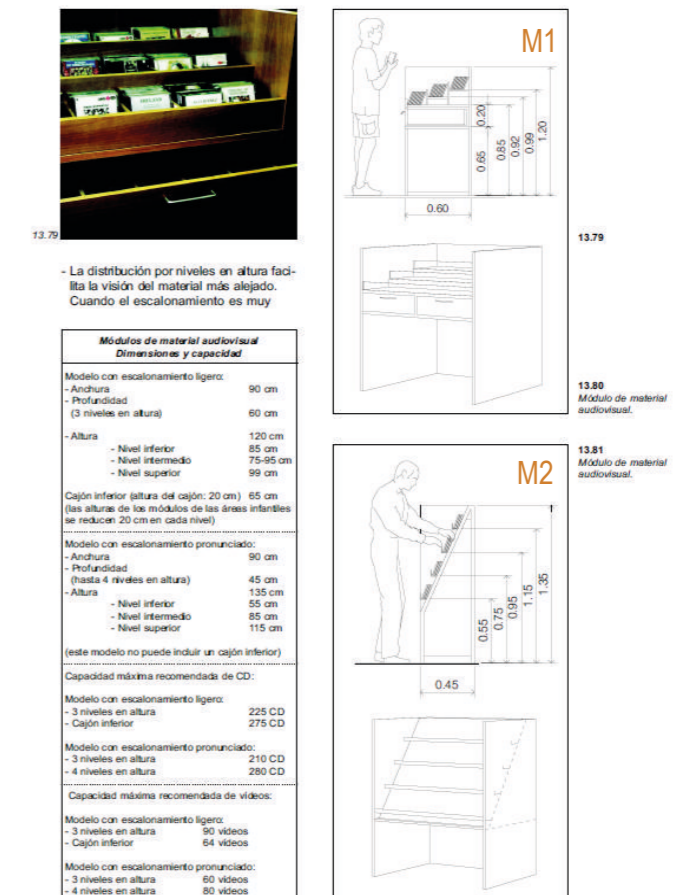 13.79
- La distribución por niveles en altura faci-
lita la visión del material más alejado.
Cuando el escalonamiento es muy
Módulos de material audiovisual
Dimensiones y capacidad
Modelo con escalonamiento ligero:
- Anchura 90 cm
- Profundidad
(3 niveles en altura) 60 cm
- Altura 120 cm
- Nivel inferior 85 cm
- Nivel intermedio 75-95 cm
- Nivel superior 99 cm
Cajón inferior (altura del cajón: 20 cm) 65 cm
(las alturas de los módulos de las áreas infantiles
se reducen 20 cm en cada nivel)
Modelo con escalonamiento pronunciado:
- Anchura 90 cm
- Profundidad
(hasta 4 niveles en altura) 45 cm
- Altura 135 cm
- Nivel inferior 55 cm
- Nivel intermedio 85 cm
- Nivel superior 115 cm
(este modelo no puede incluir un cajón inferior)
Capacidad máxima recomendada de CD:
Modelo con escalonamiento ligero:
- 3 niveles en altura 225 CD
- Cajón inferior 275 CD
Modelo con escalonamiento pronunciado:
- 3 niveles en altura 210 CD
- 4 niveles en altura 280 CD
Capacidad máxima recomendada de vídeos:
Modelo con escalonamiento ligero:
- 3 niveles en altura 90 vídeos
- Cajón inferior 64 vídeos
Modelo con escalonamiento pronunciado:
- 3 niveles en altura 60 vídeos
- 4 niveles en altura 80 vídeos
M1
0.20
0.65
0.85
0.92
0.99
1.20
0.60
13.79
13.80
Módulo de material
audiovisual.
M2
0.55
0.75
0.95
1.15
1.35
0.45
13.81
Módulo de material
audiovisual.